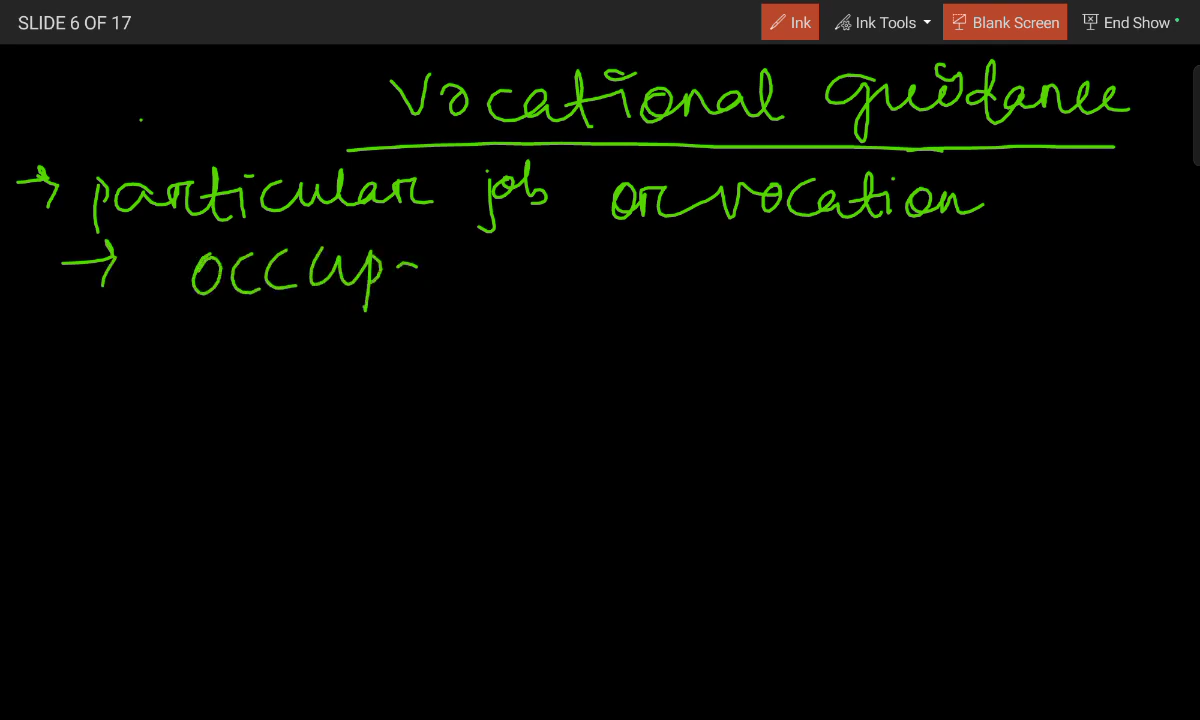 SLIDE 6 OF 17 Ink Ink Tools Blank Screen End Show
Vocational guidance
→ particular job or vocation
→ occup-